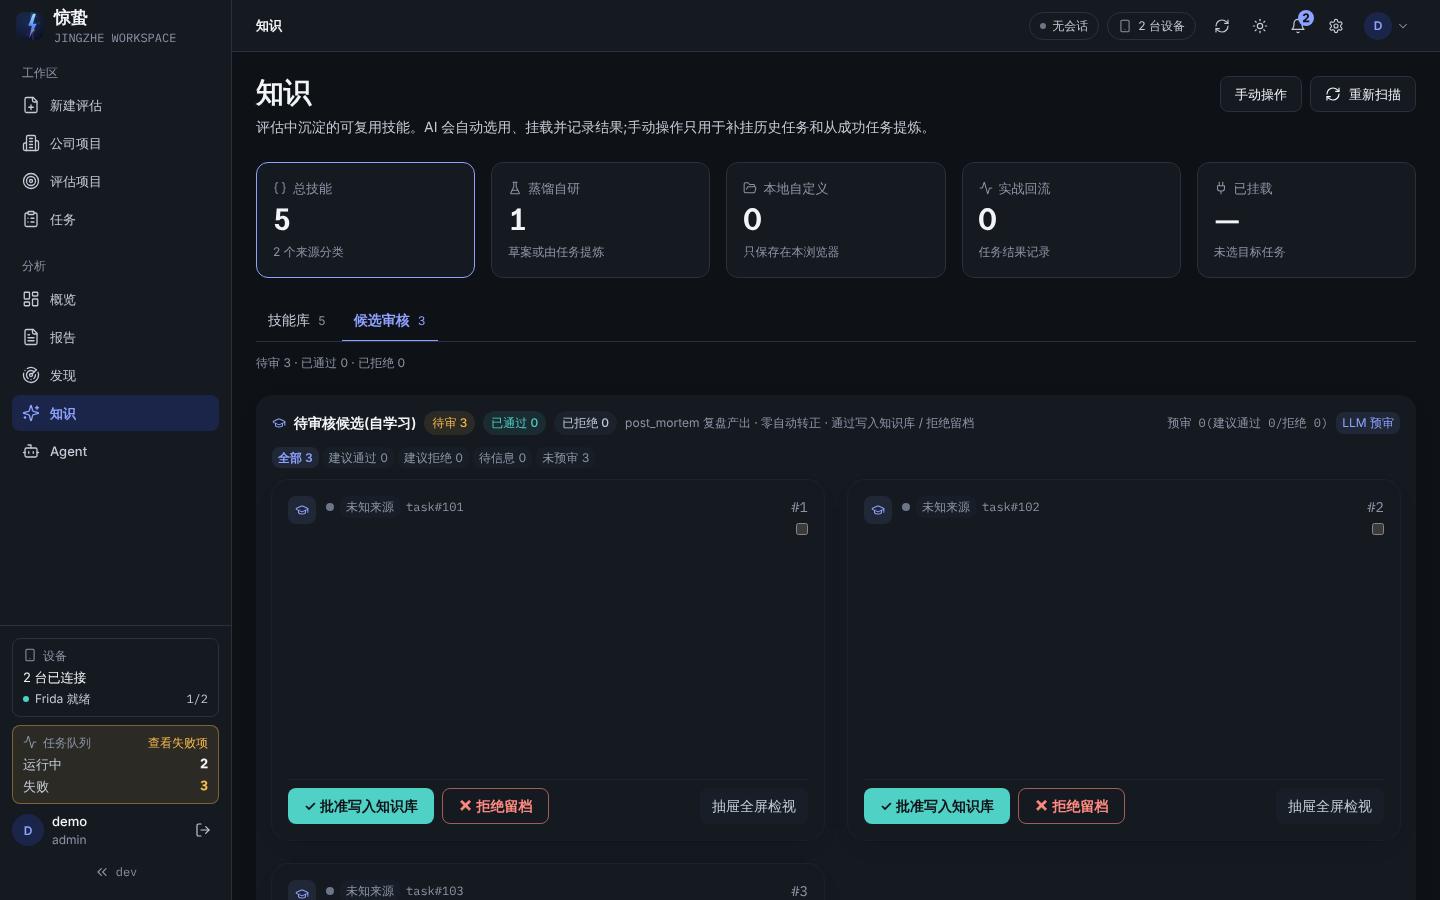 惊蛰
JINGZHE WORKSPACE
工作区
新建评估
公司项目
评估项目
任务
分析
概览
报告
发现
知识
Agent
设备
2 台已连接
Frida 就绪 1/2
任务队列 查看失败项
运行中 2
失败 3
D demo
admin
dev
知识
无会话
2 台设备
2
D
知识
手动操作
重新扫描
评估中沉淀的可复用技能。AI 会自动选用、挂载并记录结果;手动操作只用于补挂历史任务和从成功任务提炼。
总技能
5
2 个来源分类
蒸馏自研
1
草案或由任务提炼
本地自定义
0
只保存在本浏览器
实战回流
0
任务结果记录
已挂载
—
未选目标任务
技能库 5 候选审核 3
待审 3 · 已通过 0 · 已拒绝 0
待审核候选(自学习) 待审 3 已通过 0 已拒绝 0 post_mortem 复盘产出 · 零自动转正 · 通过写入知识库 / 拒绝留档 预审 0(建议通过 0/拒绝 0) LLM 预审
全部 3 建议通过 0 建议拒绝 0 待信息 0 未预审 3
未知来源 task#101 #1
✓ 批准写入知识库 ✕ 拒绝留档 抽屉全屏检视
未知来源 task#102 #2
✓ 批准写入知识库 ✕ 拒绝留档 抽屉全屏检视
未知来源 task#103 #3